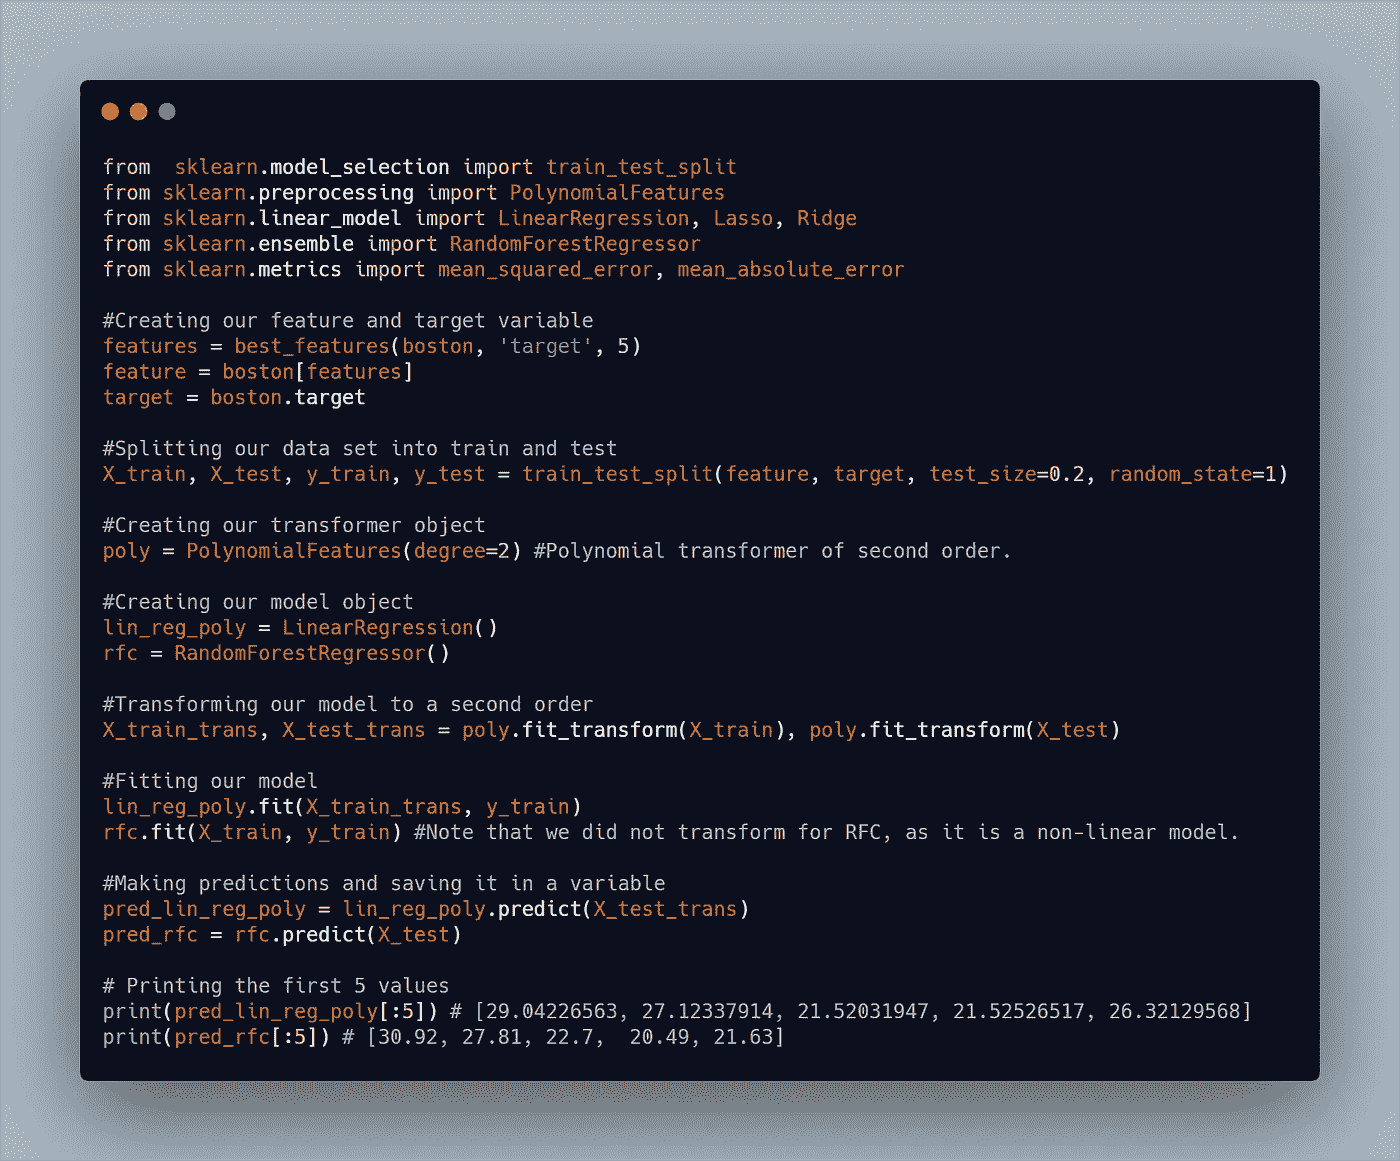 from  sklearn.model_selection import train_test_split
from sklearn.preprocessing import PolynomialFeatures
from sklearn.linear_model import LinearRegression, Lasso, Ridge
from sklearn.ensemble import RandomForestRegressor
from sklearn.metrics import mean_squared_error, mean_absolute_error
#Creating our feature and target variable
features = best_features(boston, 'target', 5)
feature = boston[features]
target = boston.target
#Splitting our data set into train and test
X_train, X_test, y_train, y_test = train_test_split(feature, target, test_size=0.2, random_state=1)
#Creating our transformer object
poly = PolynomialFeatures(degree=2) #Polynomial transformer of second order.
#Creating our model object
lin_reg_poly = LinearRegression()
rfc = RandomForestRegressor()
#Transforming our model to a second order
X_train_trans, X_test_trans = poly.fit_transform(X_train), poly.fit_transform(X_test)
#Fitting our model
lin_reg_poly.fit(X_train_trans, y_train)
rfc.fit(X_train, y_train) #Note that we did not transform for RFC, as it is a non-linear model.
#Making predictions and saving it in a variable
pred_lin_reg_poly = lin_reg_poly.predict(X_test_trans)
pred_rfc = rfc.predict(X_test)
# Printing the first 5 values
print(pred_lin_reg_poly[:5]) # [29.04226563, 27.12337914, 21.52031947, 21.52526517, 26.32129568]
print(pred_rfc[:5]) # [30.92, 27.81, 22.7,  20.49, 21.63]